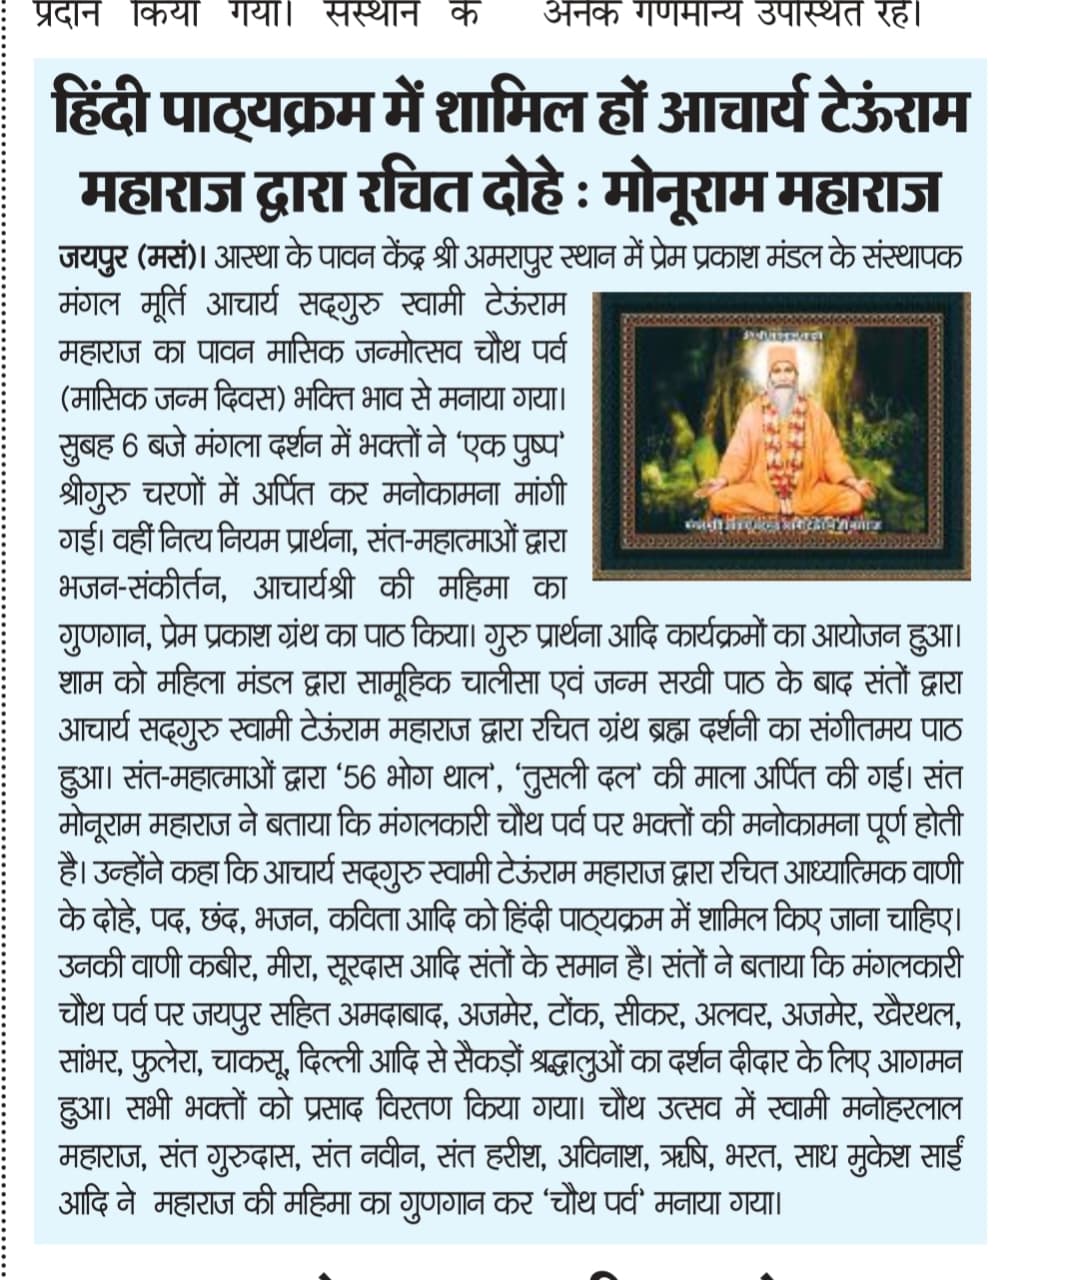 प्रदान किया गया। संस्थान के अनेक गणमान्य उपस्थित रहे।
हिंदी पाठ्यक्रम में शामिल हों आचार्य टेऊंराम
महाराज द्वारा रचित दोहे : मोनूराम महाराज
जयपुर (मसं)। आस्था के पावन केंद्र श्री अमरापुर स्थान में प्रेम प्रकाश मंडल के संस्थापक
मंगल मूर्ति आचार्य सद्गुरु स्वामी टेऊंराम
महाराज का पावन मासिक जन्मोत्सव चौथ पर्व
(मासिक जन्म दिवस) भक्ति भाव से मनाया गया।
सुबह 6 बजे मंगला दर्शन में भक्तों ने ‘एक पुष्प’
श्रीगुरु चरणों में अर्पित कर मनोकामना मांगी
गई। वहीं नित्य नियम प्रार्थना, संत-महात्माओं द्वारा
भजन-संकीर्तन, आचार्यश्री की महिमा का
गुणगान, प्रेम प्रकाश ग्रंथ का पाठ किया। गुरु प्रार्थना आदि कार्यक्रमों का आयोजन हुआ।
शाम को महिला मंडल द्वारा सामूहिक चालीसा एवं जन्म सखी पाठ के बाद संतों द्वारा
आचार्य सद्गुरु स्वामी टेऊंराम महाराज द्वारा रचित ग्रंथ ब्रह्म दर्शनी का संगीतमय पाठ
हुआ। संत-महात्माओं द्वारा ‘56 भोग थाल’, ‘तुसली दल’ की माला अर्पित की गई। संत
मोनूराम महाराज ने बताया कि मंगलकारी चौथ पर्व पर भक्तों की मनोकामना पूर्ण होती
है। उन्होंने कहा कि आचार्य सद्गुरु स्वामी टेऊंराम महाराज द्वारा रचित आध्यात्मिक वाणी
के दोहे, पद, छंद, भजन, कविता आदि को हिंदी पाठ्यक्रम में शामिल किए जाना चाहिए।
उनकी वाणी कबीर, मीरा, सूरदास आदि संतों के समान है। संतों ने बताया कि मंगलकारी
चौथ पर्व पर जयपुर सहित अमदाबाद, अजमेर, टोंक, सीकर, अलवर, अजमेर, खैरथल,
सांभर, फुलेरा, चाकसू, दिल्ली आदि से सैकड़ों श्रद्धालुओं का दर्शन दीदार के लिए आगमन
हुआ। सभी भक्तों को प्रसाद विरतण किया गया। चौथ उत्सव में स्वामी मनोहरलाल
महाराज, संत गुरुदास, संत नवीन, संत हरीश, अविनाश, ऋषि, भरत, साध मुकेश साईं
आदि ने महाराज की महिमा का गुणगान कर ‘चौथ पर्व’ मनाया गया।